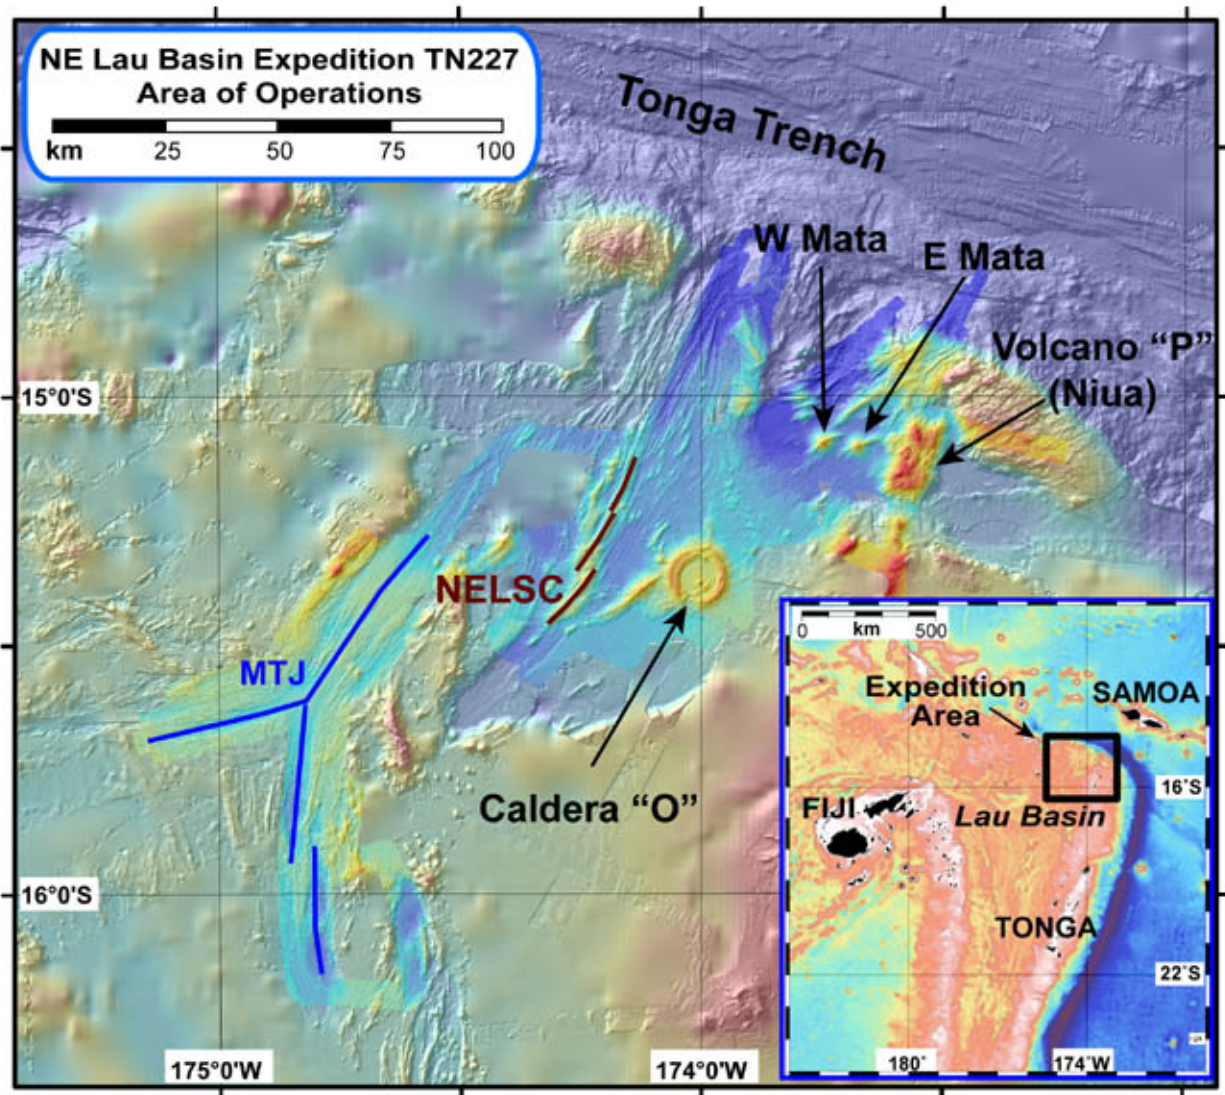 NE Lau Basin Expedition TN227
Area of Operations
km 25 50 75 100
Tonga Trench
W Mata
E Mata
Volcano “P”
(Niua)
15°0'S
NELSC
MTJ
Caldera “O”
16°0'S
175°0'W
174°0'W
0 km 500
Expedition
Area
SAMOA
16°S
FIJI
Lau Basin
TONGA
22°S
180°
174°W